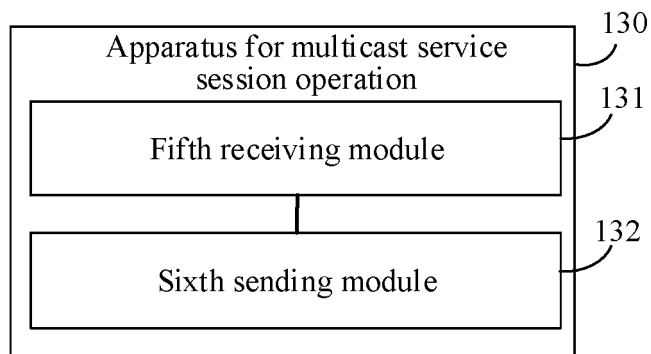 Apparatus for multicast service
session operation
130
Fifth receiving module
131
Sixth sending module
132